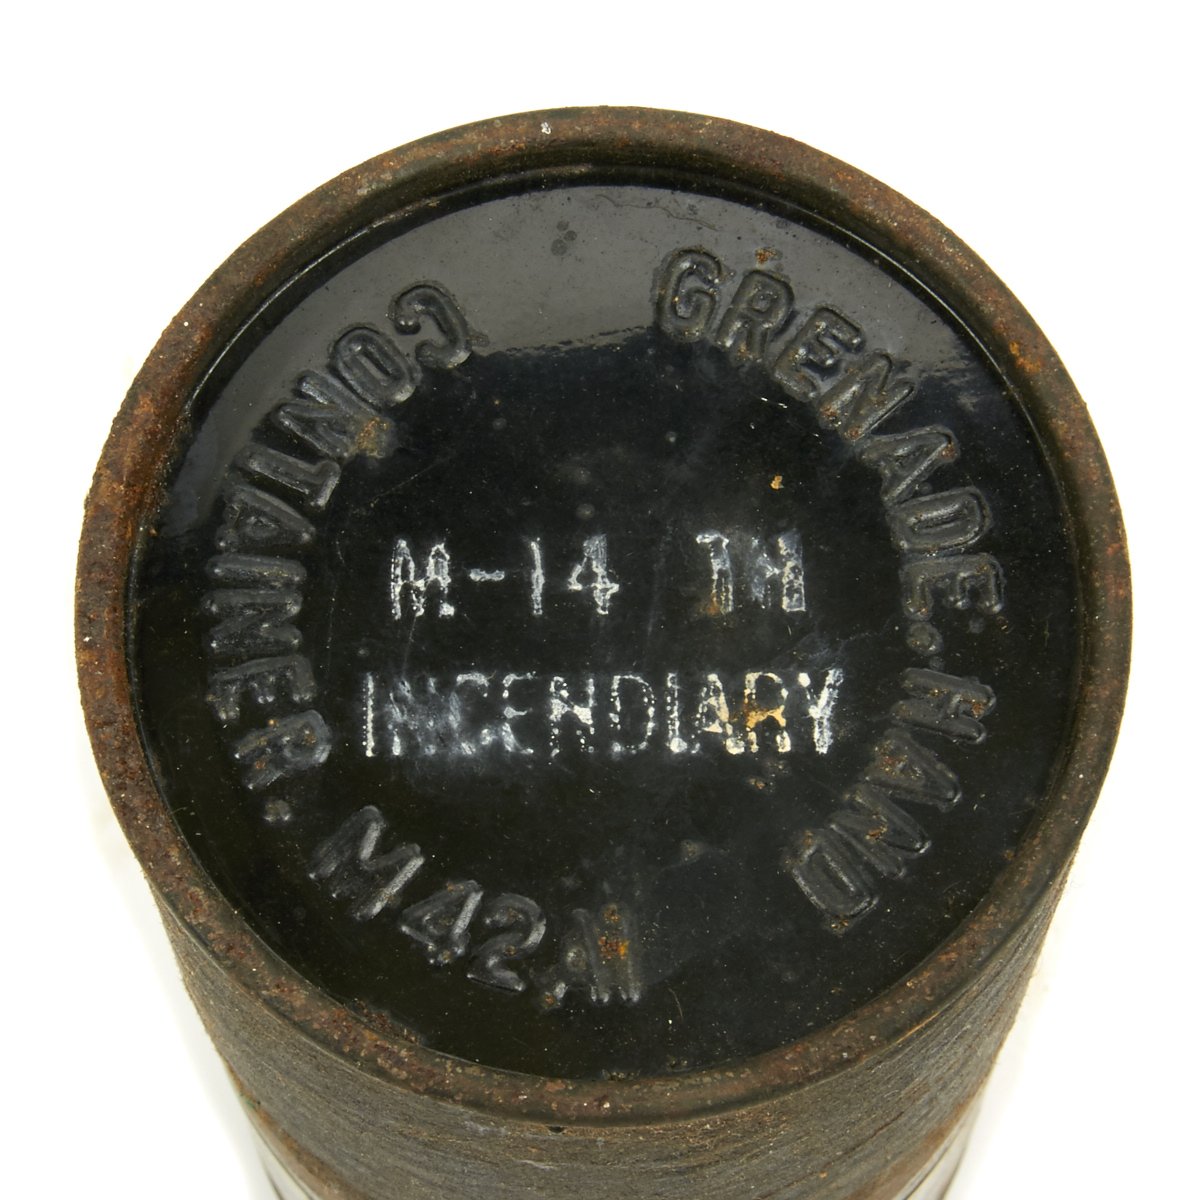 GRENADE. HAND
M-14 TH
INCENDIARY
CONTAINER. M42A1